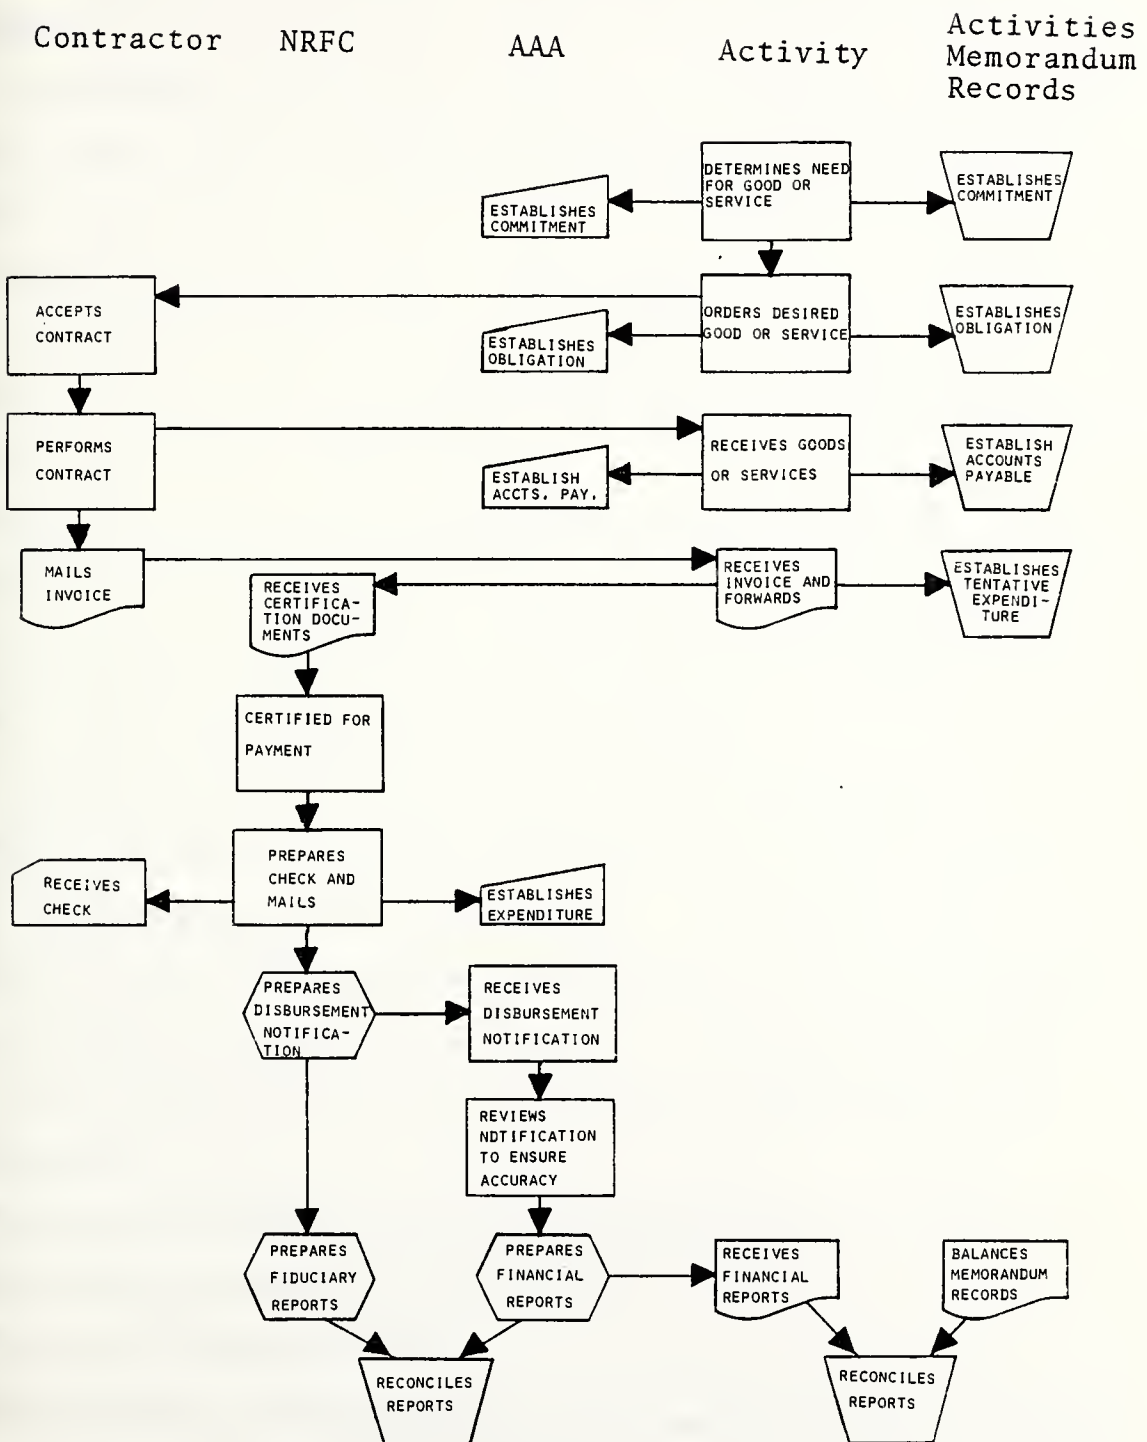 Contractor
NRFC
AAA
Activity
Activities
Memorandum
Records
ESTABLISHES
COMMITMENT
DETERMINES NEED
FOR GOOD OR
SERVICE
ESTABLISHES
COMMITMENT
ACCEPTS
CONTRACT
ESTABLISHES
OBLIGATION
ORDERS DESIRED
GOOD OR SERVICE
ESTABLISHES
OBLIGATION
PERFORMS
CONTRACT
ESTABLISH
ACCTS. PAY.
RECEIVES GOODS
OR SERVICES
ESTABLISH
ACCOUNTS
PAYABLE
MAILS
INVOICE
RECEIVES
CERTIFICA-
TION DOCU-
MENTS
RECEIVES
INVOICE AND
FORWARDS
ESTABLISHES
TENTATIVE
EXPENDI-
TURE
CERTIFIED FOR
PAYMENT
RECEIVES
CHECK
PREPARES
CHECK AND
MAILS
ESTABLISHES
EXPENDITURE
PREPARES
DISBURSEMENT
NOTIFICA-
TION
RECEIVES
DISBURSEMENT
NOTIFICATION
REVIEWS
NDTIFICATION
TO ENSURE
ACCURACY
PREPARES
FIDUCIARY
REPORTS
PREPARES
FINANCIAL
REPORTS
RECEIVES
FINANCIAL
REPORTS
BALANCES
MEMORANDUM
RECORDS
RECONCILES
REPORTS
RECONCILES
REPORTS